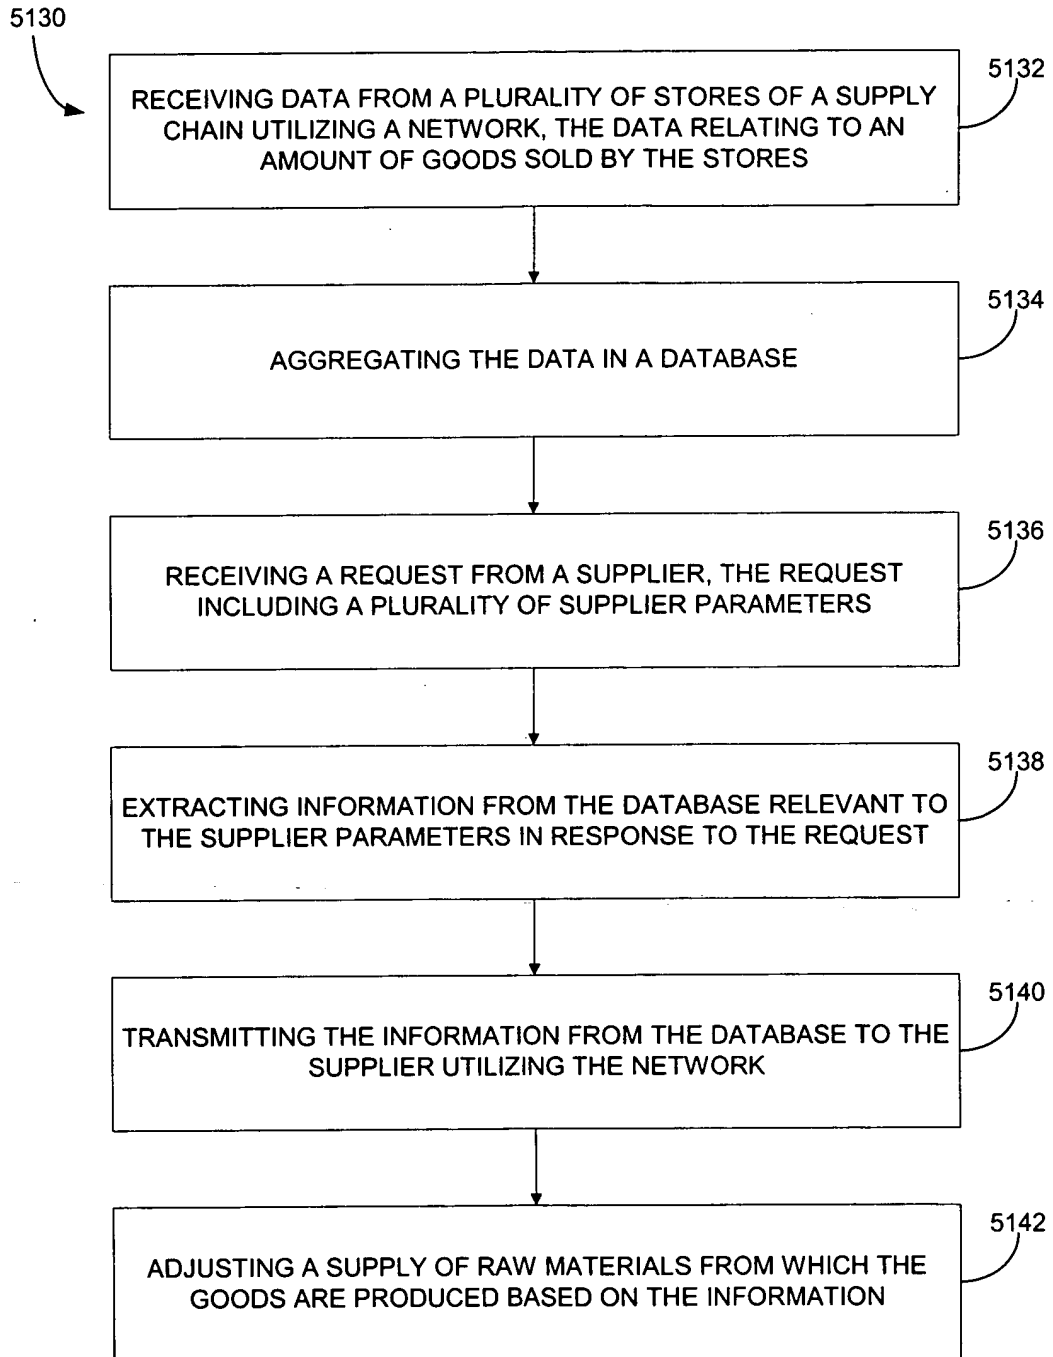 5130
5132
RECEIVING DATA FROM A PLURALITY OF STORES OF A SUPPLY
CHAIN UTILIZING A NETWORK, THE DATA RELATING TO AN
AMOUNT OF GOODS SOLD BY THE STORES
5134
AGGREGATING THE DATA IN A DATABASE
5136
RECEIVING A REQUEST FROM A SUPPLIER, THE REQUEST
INCLUDING A PLURALITY OF SUPPLIER PARAMETERS
5138
EXTRACTING INFORMATION FROM THE DATABASE RELEVANT TO
THE SUPPLIER PARAMETERS IN RESPONSE TO THE REQUEST
5140
TRANSMITTING THE INFORMATION FROM THE DATABASE TO THE
SUPPLIER UTILIZING THE NETWORK
5142
ADJUSTING A SUPPLY OF RAW MATERIALS FROM WHICH THE
GOODS ARE PRODUCED BASED ON THE INFORMATION